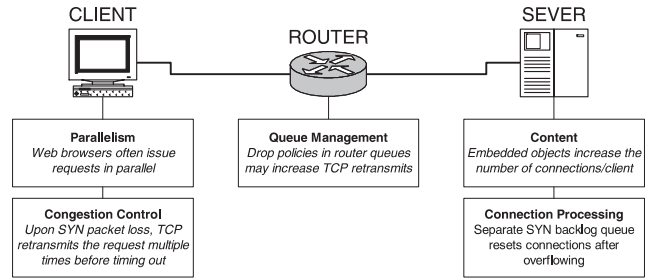 CLIENT
ROUTER
SEVER
Parallelism
Web browsers often issue
requests in parallel
Congestion Control
Upon SYN packet loss, TCP
retransmits the request multiple
times before timing out
Queue Management
Drop policies in router queues
may increase TCP retransmits
Content
Embedded objects increase the
number of connections/client
Connection Processing
Separate SYN backlog queue
resets connections after
overflowing